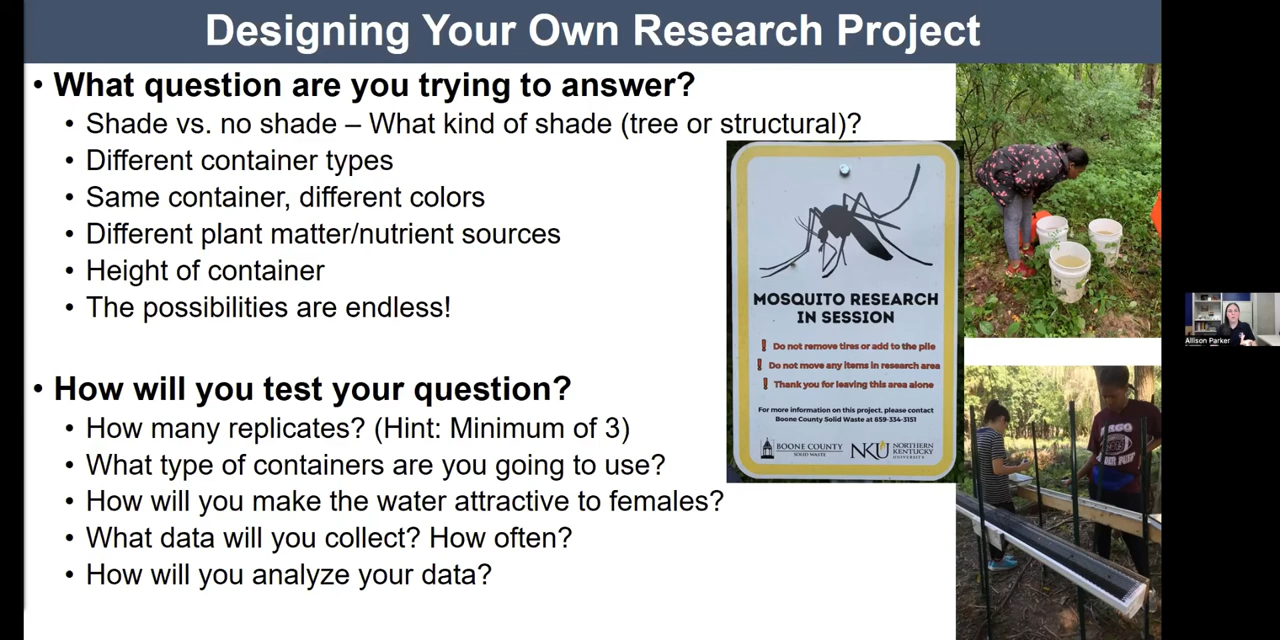 Designing Your Own Research Project
• What question are you trying to answer?
• Shade vs. no shade – What kind of shade (tree or structural)?
• Different container types
• Same container, different colors
• Different plant matter/nutrient sources
• Height of container
• The possibilities are endless!
• How will you test your question?
• How many replicates? (Hint: Minimum of 3)
• What type of containers are you going to use?
• How will you make the water attractive to females?
• What data will you collect? How often?
• How will you analyze your data?
MOSQUITO RESEARCH
IN SESSION
! Do not remove tires or add to the pile
! Do not move any items in research area
! Thank you for leaving this area alone
For more information on this project, please contact
Boone County Solid Waste at 859-334-3151
BOONE COUNTY
SOLID WASTE
NKU
NORTHERN
KENTUCKY
UNIVERSITY
Allison Parker